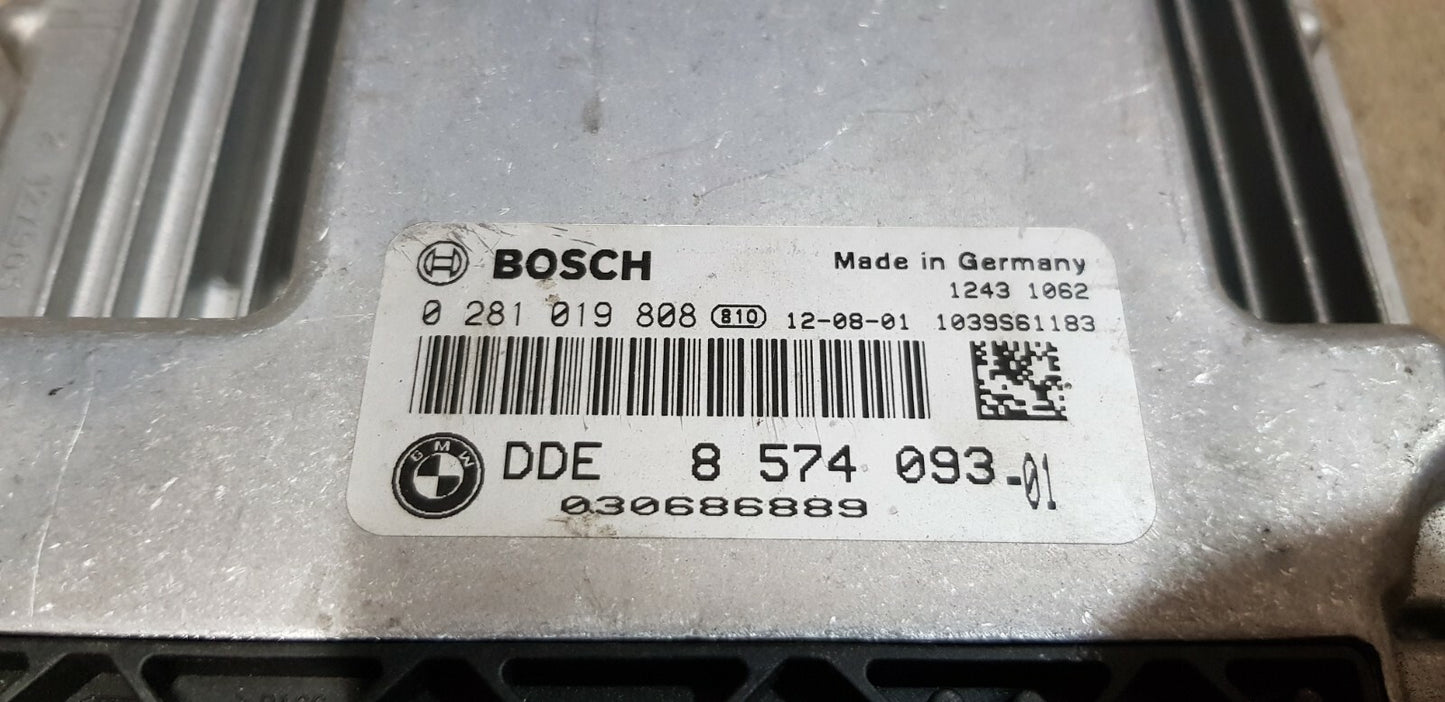 BOSCH
Made in Germany
1243 1062
0 281 019 808 810 12-08-01 1039S61183
BMW
DDE 8 574 093-01
030686889